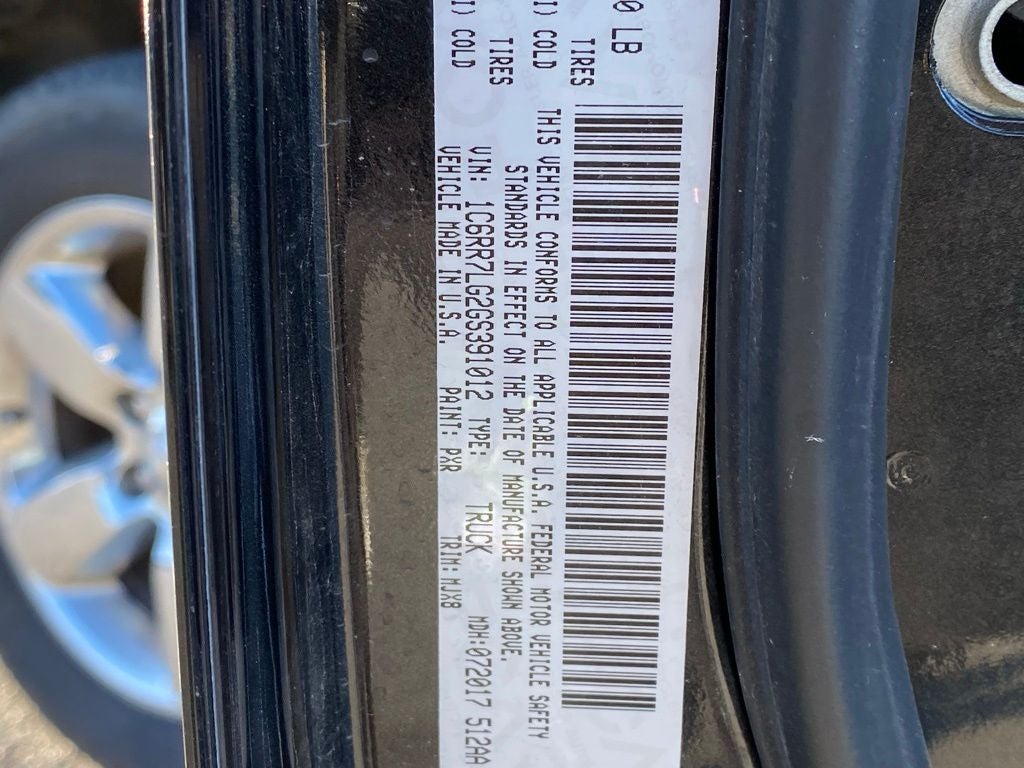 0 LB
TIRES
I) COLD
TIRES
I) COLD
THIS VEHICLE CONFORMS TO ALL APPLICABLE U.S.A. FEDERAL MOTOR VEHICLE SAFETY
STANDARDS IN EFFECT ON THE DATE OF MANUFACTURE SHOWN ABOVE.
VIN: 1C6RR7LG2GS391012 TYPE: TRUCK MDH:072017 512AA
VEHICLE MADE IN U.S.A. PAINT: PXR TRIM: MJX8